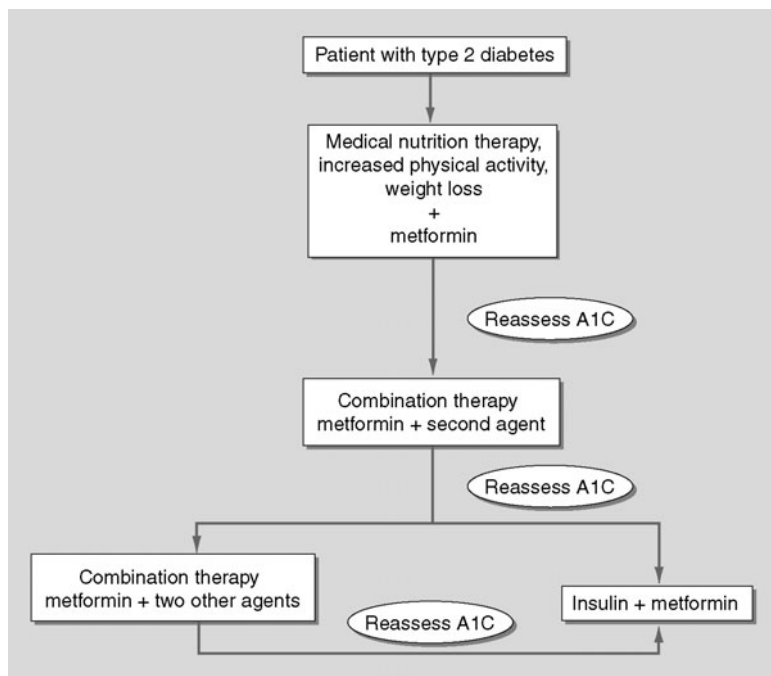 Patient with type 2 diabetes
Medical nutrition therapy,
increased physical activity,
weight loss
+
metformin
Reassess A1C
Combination therapy
metformin + second agent
Reassess A1C
Combination therapy
metformin + two other agents
Insulin + metformin
Reassess A1C